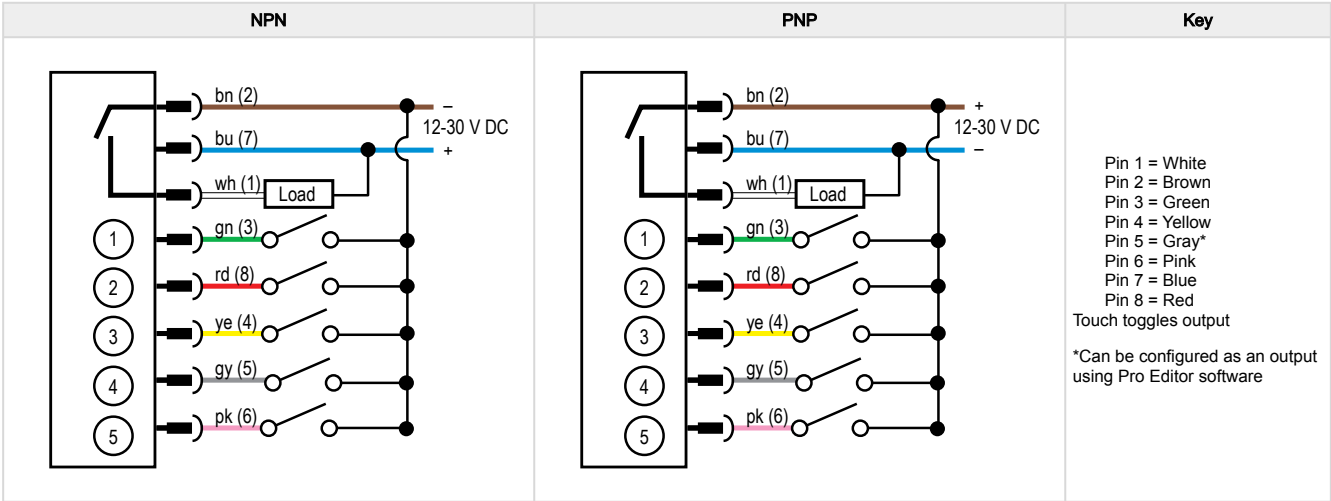 NPN
PNP
Key
bn (2)
–
12-30 V DC
bu (7)
+
wh (1)
Load
1
gn (3)
2
rd (8)
3
ye (4)
4
gy (5)
5
pk (6)
bn (2)
+
12-30 V DC
bu (7)
–
wh (1)
Load
1
gn (3)
2
rd (8)
3
ye (4)
4
gy (5)
5
pk (6)
Pin 1 = White
Pin 2 = Brown
Pin 3 = Green
Pin 4 = Yellow
Pin 5 = Gray*
Pin 6 = Pink
Pin 7 = Blue
Pin 8 = Red
Touch toggles output
*Can be configured as an output
using Pro Editor software